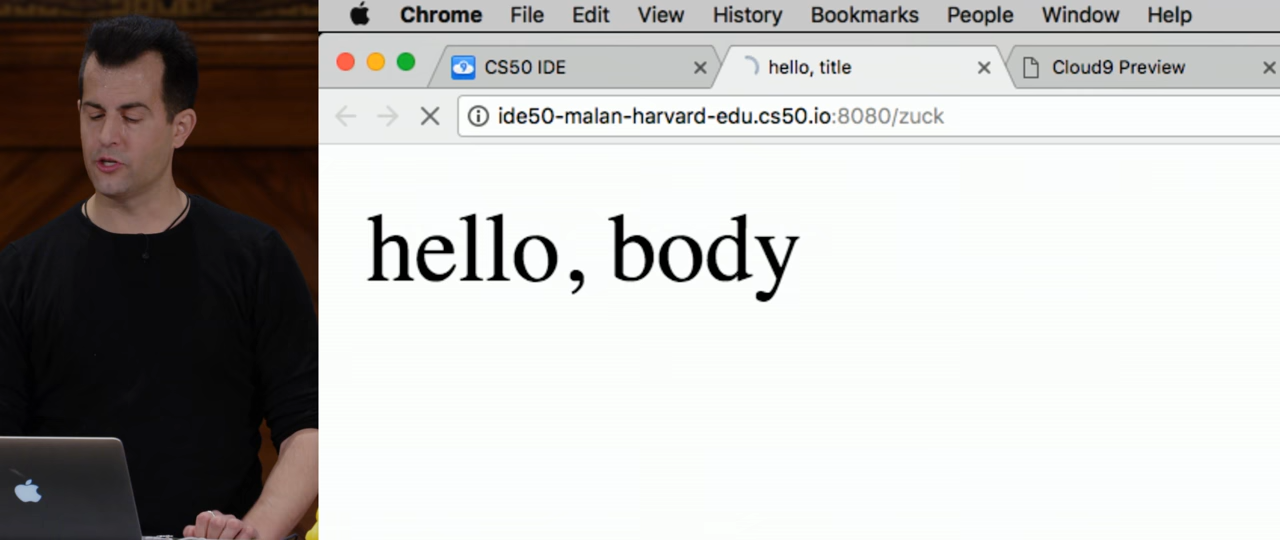 Chrome File Edit View History Bookmarks People Window Help
CS50 IDE hello, title Cloud9 Preview
ide50-malan-harvard-edu.cs50.io:8080/zuck
hello, body